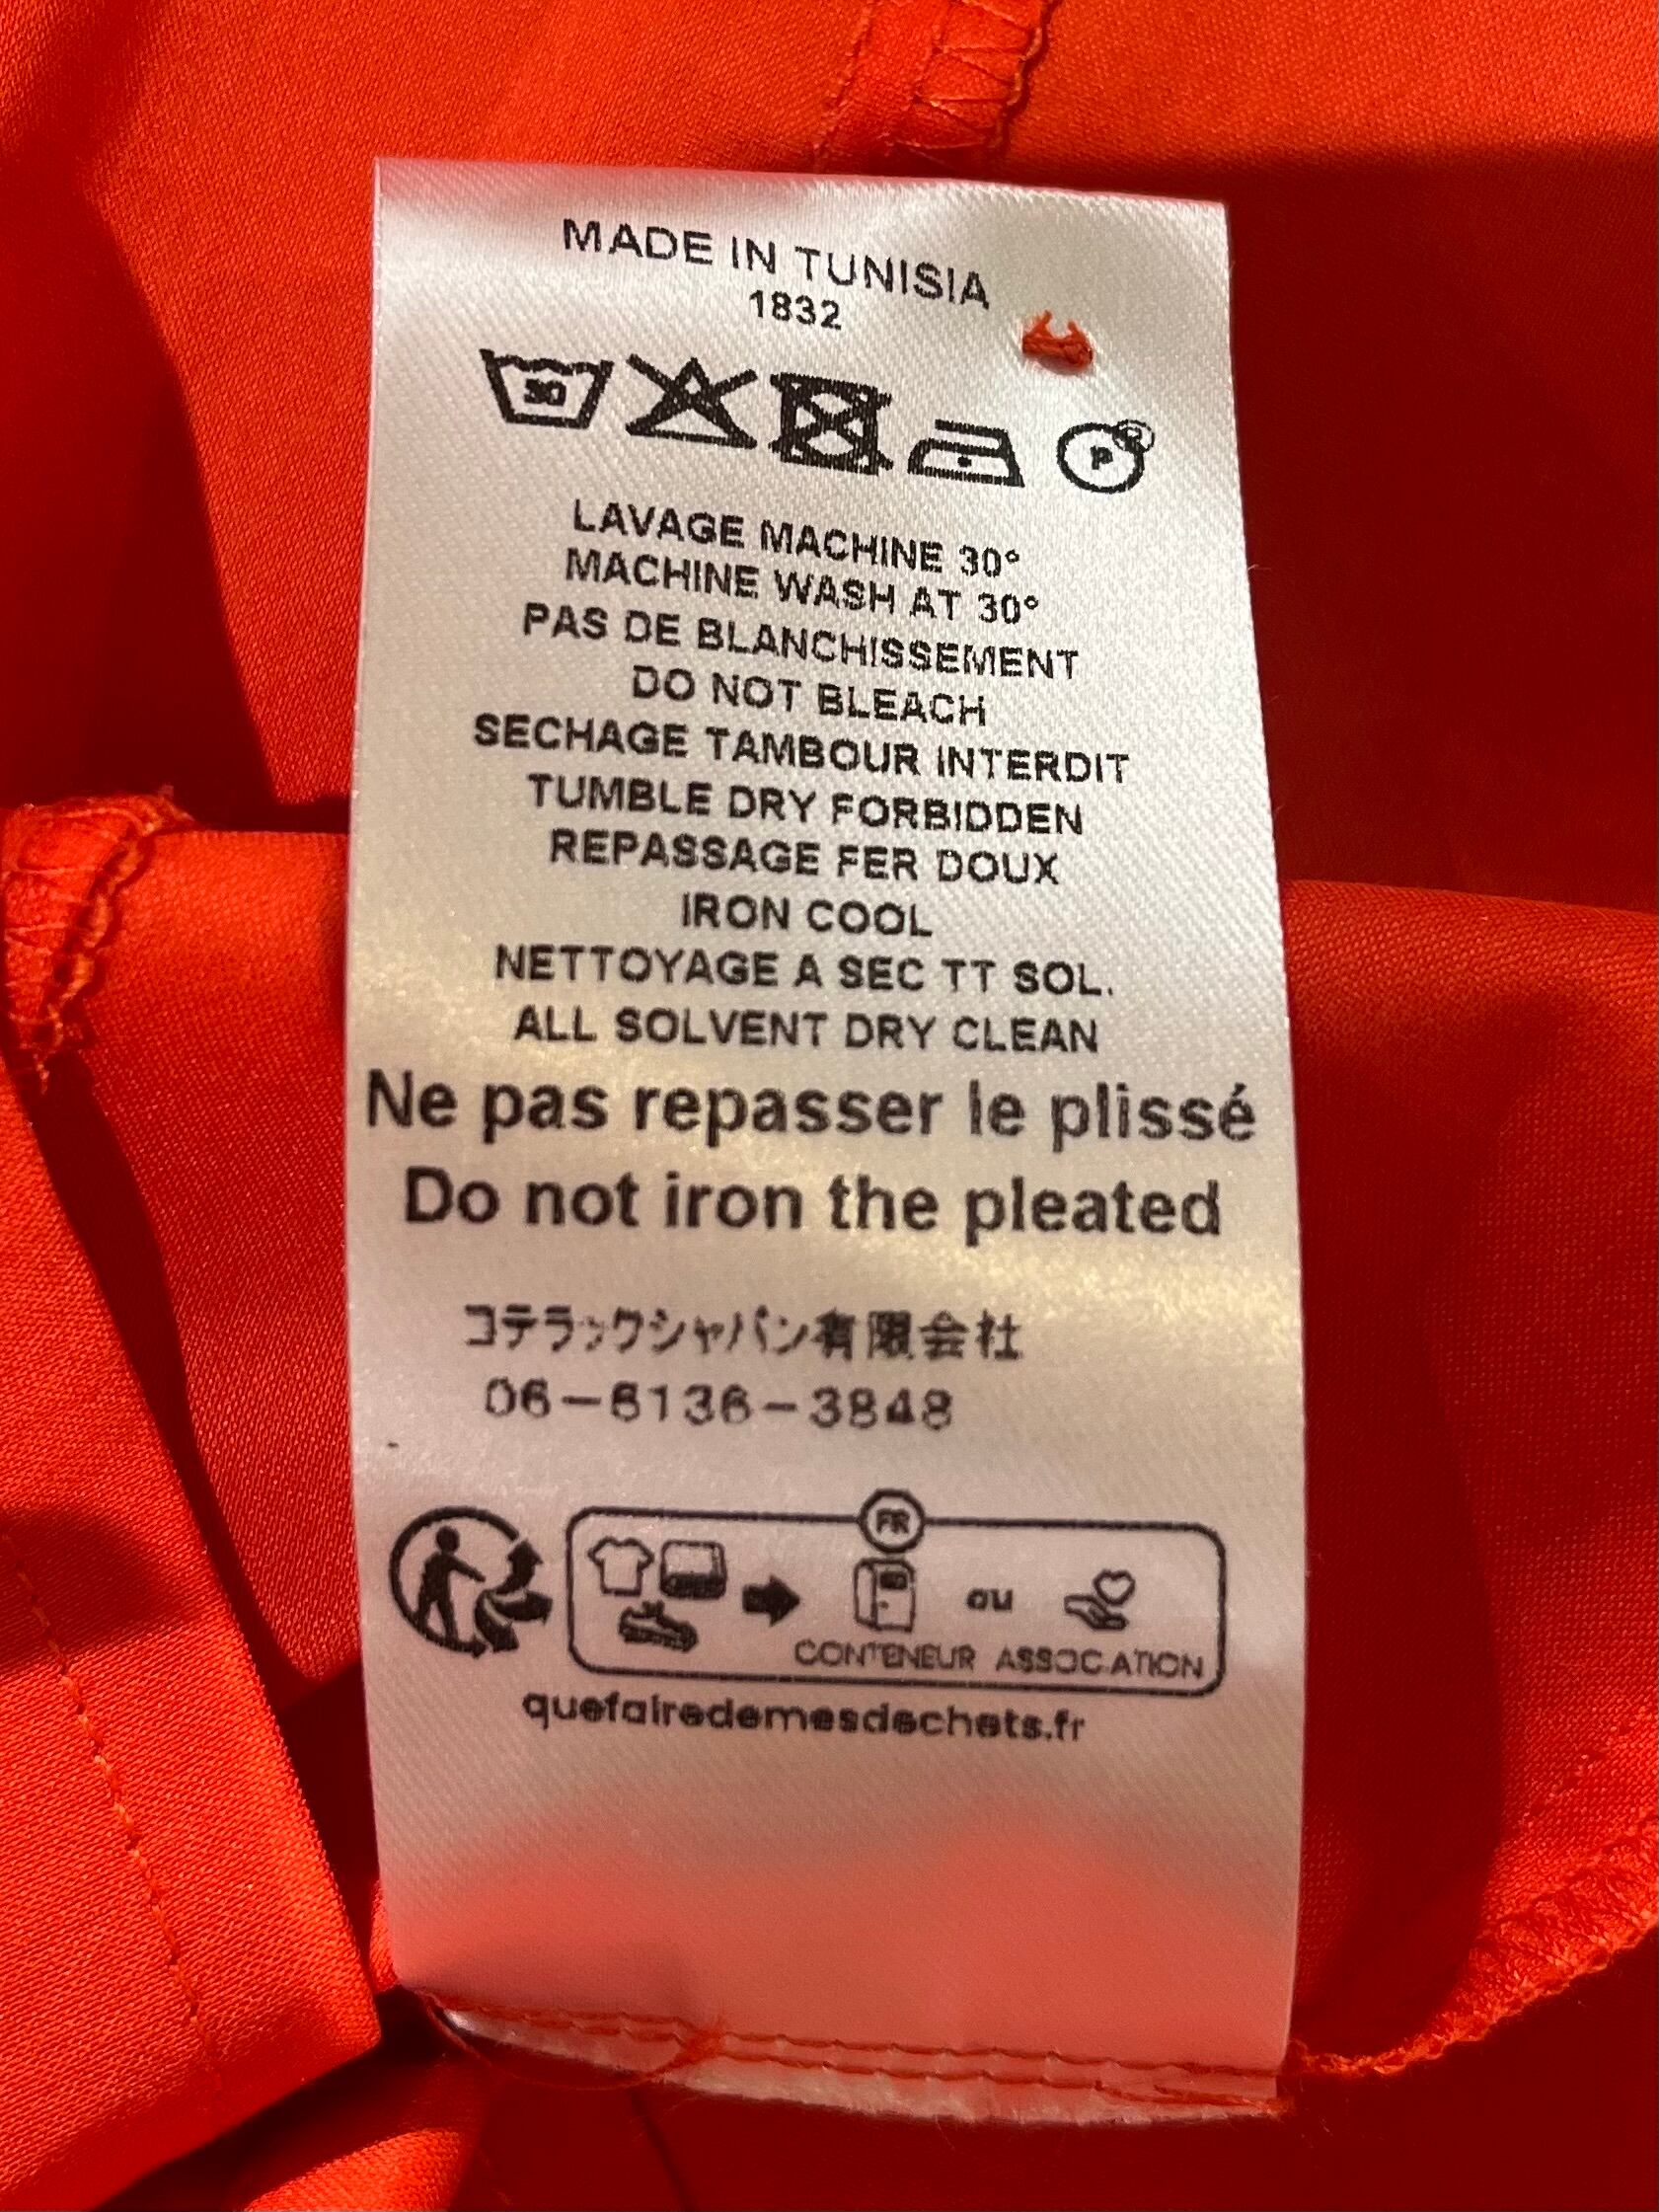 MADE IN TUNISIA
1832
30
P
LAVAGE MACHINE 30°
MACHINE WASH AT 30°
PAS DE BLANCHISSEMENT
DO NOT BLEACH
SECHAGE TAMBOUR INTERDIT
TUMBLE DRY FORBIDDEN
REPASSAGE FER DOUX
IRON COOL
NETTOYAGE A SEC TT SOL.
ALL SOLVENT DRY CLEAN
Ne pas repasser le plissé
Do not iron the pleated
コテラックジャパン有限会社
06-6136-3848
FR
ou
CONTENEUR ASSOCIATION
quefairedemesdechets.fr